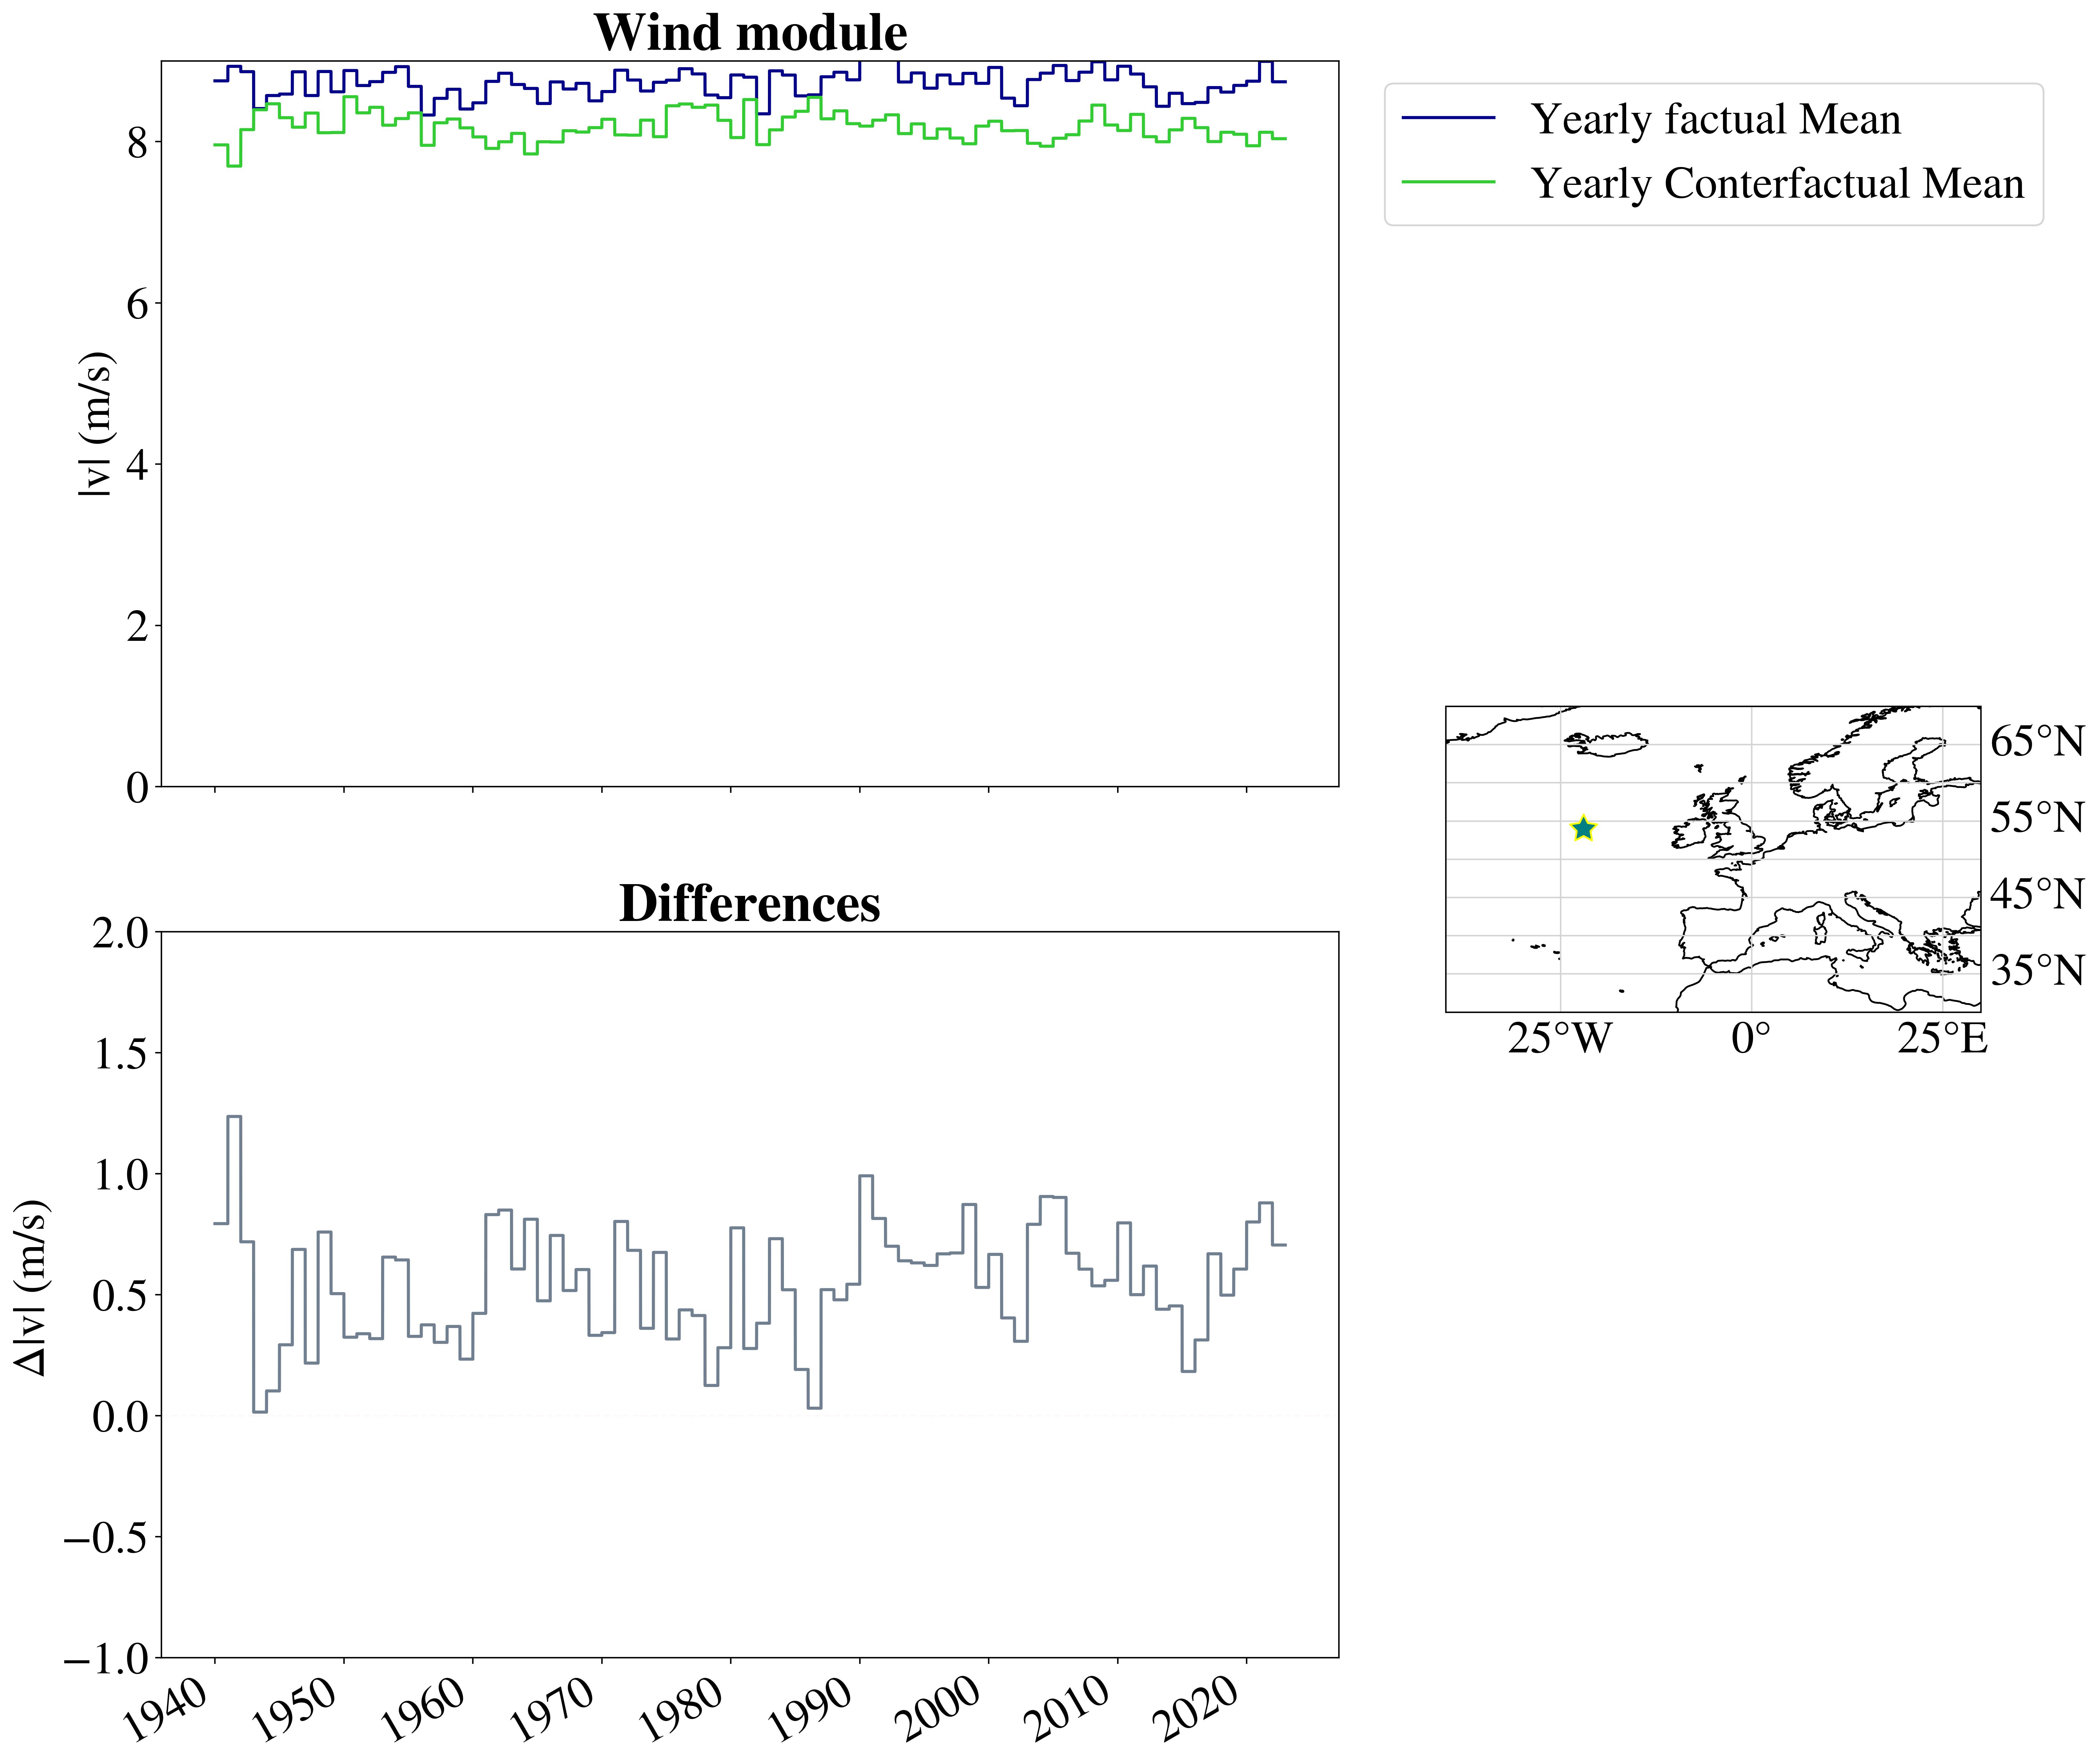 Wind module
8
6
4
2
0
|v| (m/s)
Yearly factual Mean
Yearly Conterfactual Mean
65°N
55°N
45°N
35°N
25°W 0° 25°E
Differences
2.0
1.5
1.0
0.5
0.0
−0.5
−1.0
Δ|v| (m/s)
1940 1950 1960 1970 1980 1990 2000 2010 2020